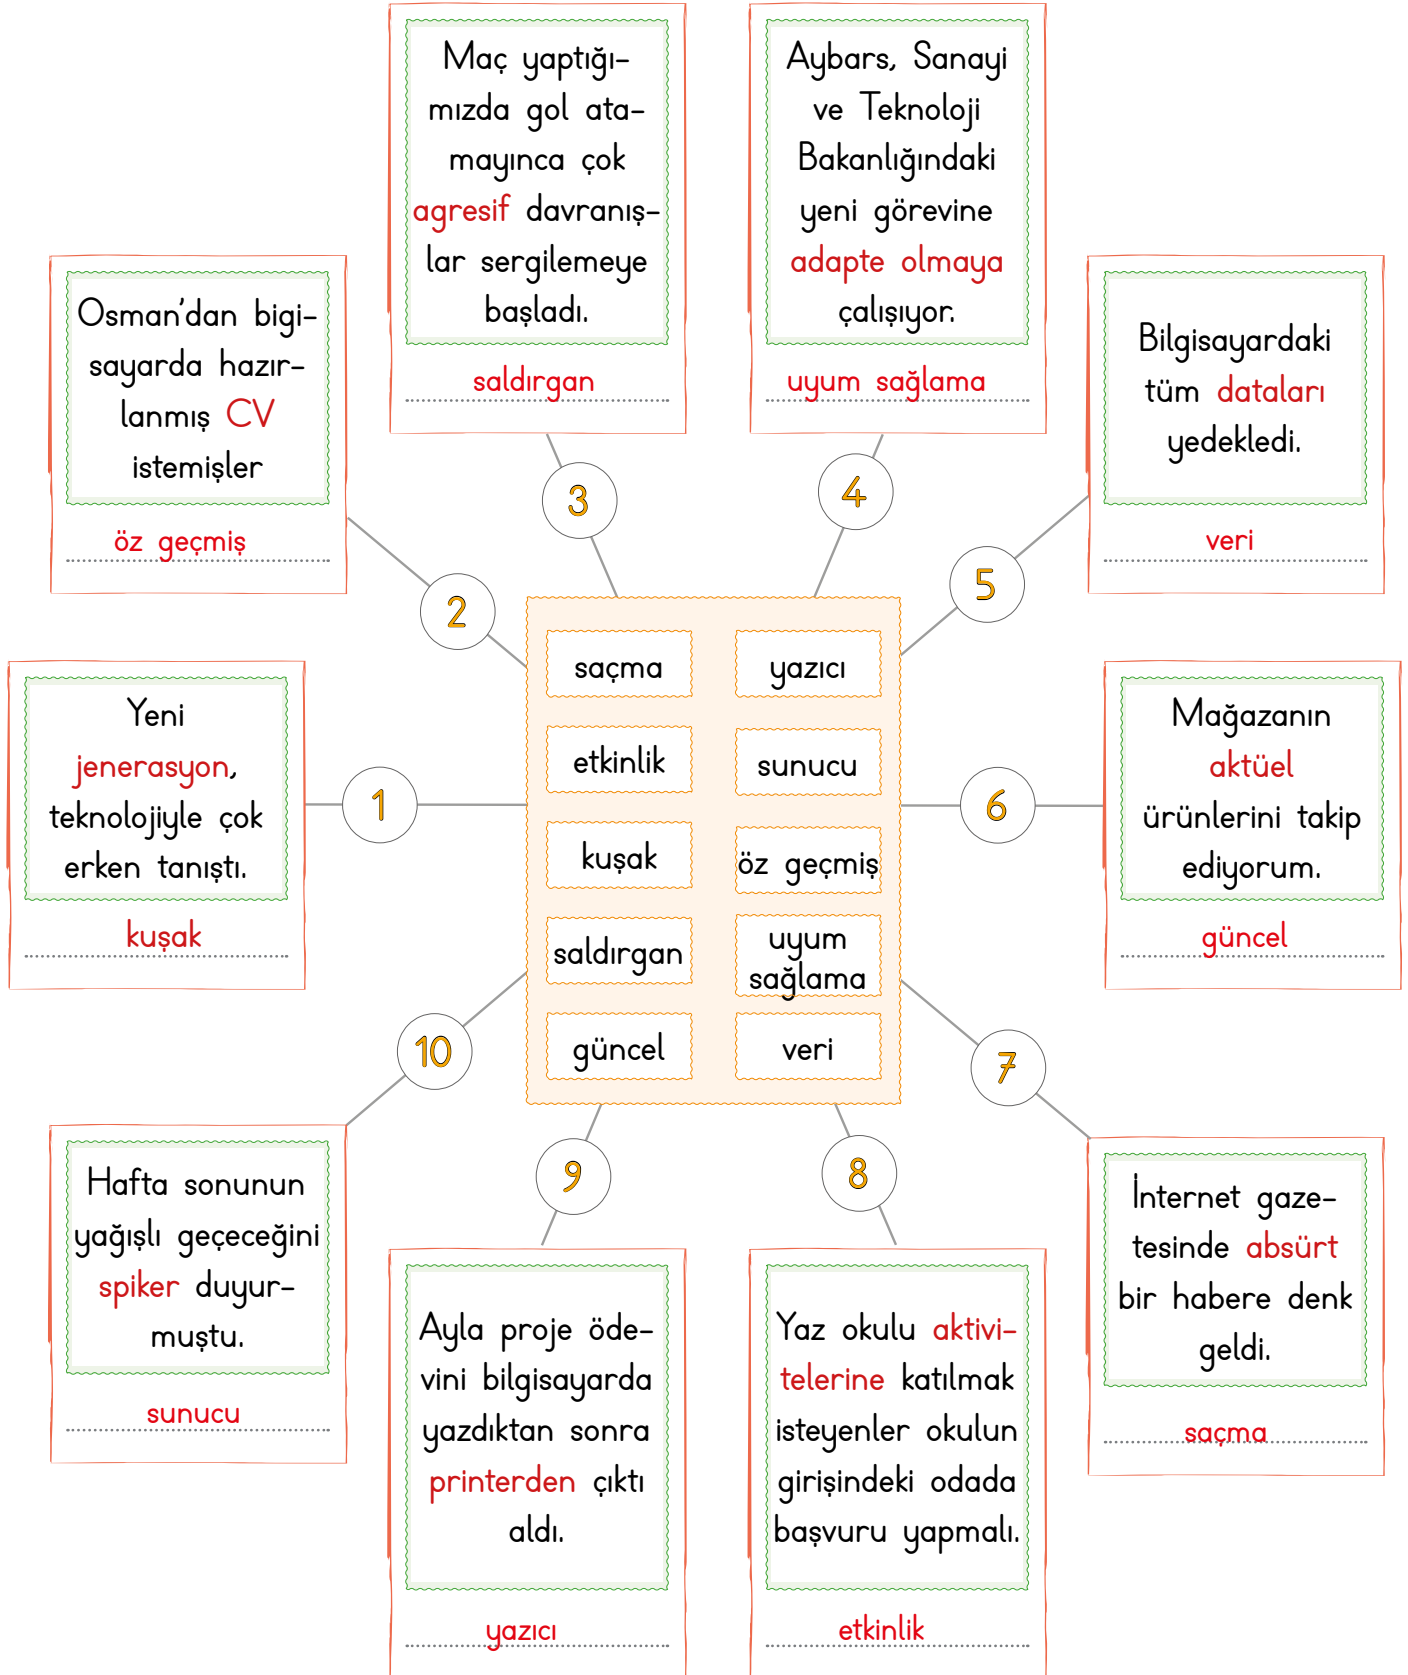 Maç yaptığı-
mızda gol ata-
mayınca çok
agresif davranış-
lar sergilemeye
başladı.
saldırgan
3
Aybars, Sanayi
ve Teknoloji
Bakanlığındaki
yeni görevine
adapte olmaya
çalışıyor.
uyum sağlama
4
Osman'dan bigi-
sayarda hazır-
lanmış CV
istemişler
öz geçmiş
2
Bilgisayardaki
tüm dataları
yedekledi.
veri
5
Yeni
jenerasyon,
teknolojiyle çok
erken tanıştı.
kuşak
1
saçma
yazıcı
etkinlik
sunucu
kuşak
öz geçmiş
saldırgan
uyum
sağlama
güncel
veri
6
Mağazanın
aktüel
ürünlerini takip
ediyorum.
güncel
10
Hafta sonunun
yağışlı geçeceğini
spiker duyur-
muştu.
sunucu
9
Ayla proje öde-
vini bilgisayarda
yazdıktan sonra
printerden çıktı
aldı.
yazıcı
8
Yaz okulu aktivi-
telerine katılmak
isteyenler okulun
girişindeki odada
başvuru yapmalı.
etkinlik
7
İnternet gaze-
tesinde absürt
bir habere denk
geldi.
saçma